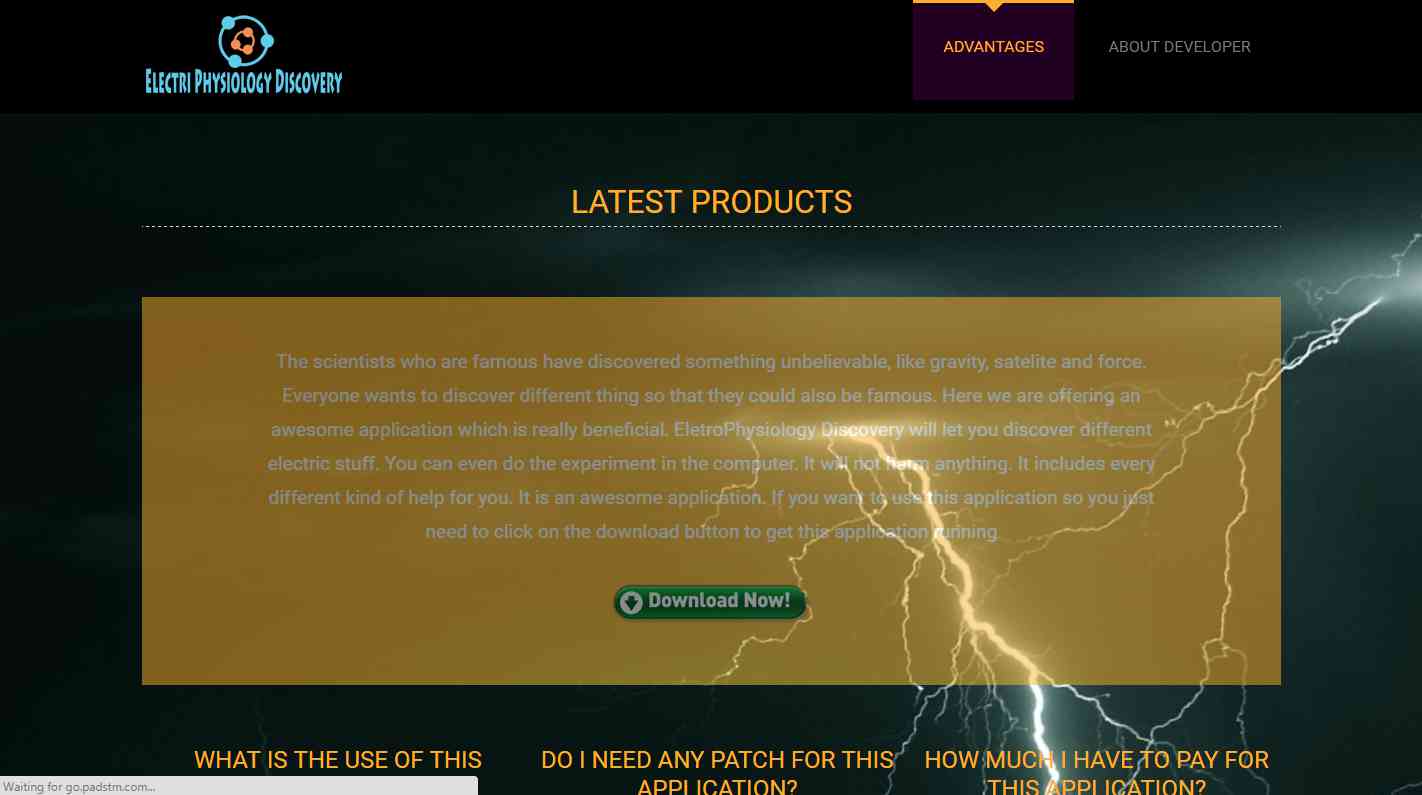 ELECTRI PHYSIOLOGY DISCOVERY
ADVANTAGES
ABOUT DEVELOPER
LATEST PRODUCTS
The scientists who are famous have discovered something unbelievable, like gravity, satelite and force.
Everyone wants to discover different thing so that they could also be famous. Here we are offering an
awesome application which is really beneficial. EletroPhysiology Discovery will let you discover different
electric stuff. You can even do the experiment in the computer. It will not harm anything. It includes every
different kind of help for you. It is an awesome application. If you want to use this application so you just
need to click on the download button to get this application running.
Download Now!
WHAT IS THE USE OF THIS
DO I NEED ANY PATCH FOR THIS
APPLICATION?
HOW MUCH I HAVE TO PAY FOR
THIS APPLICATION?
Waiting for go.padstm.com...